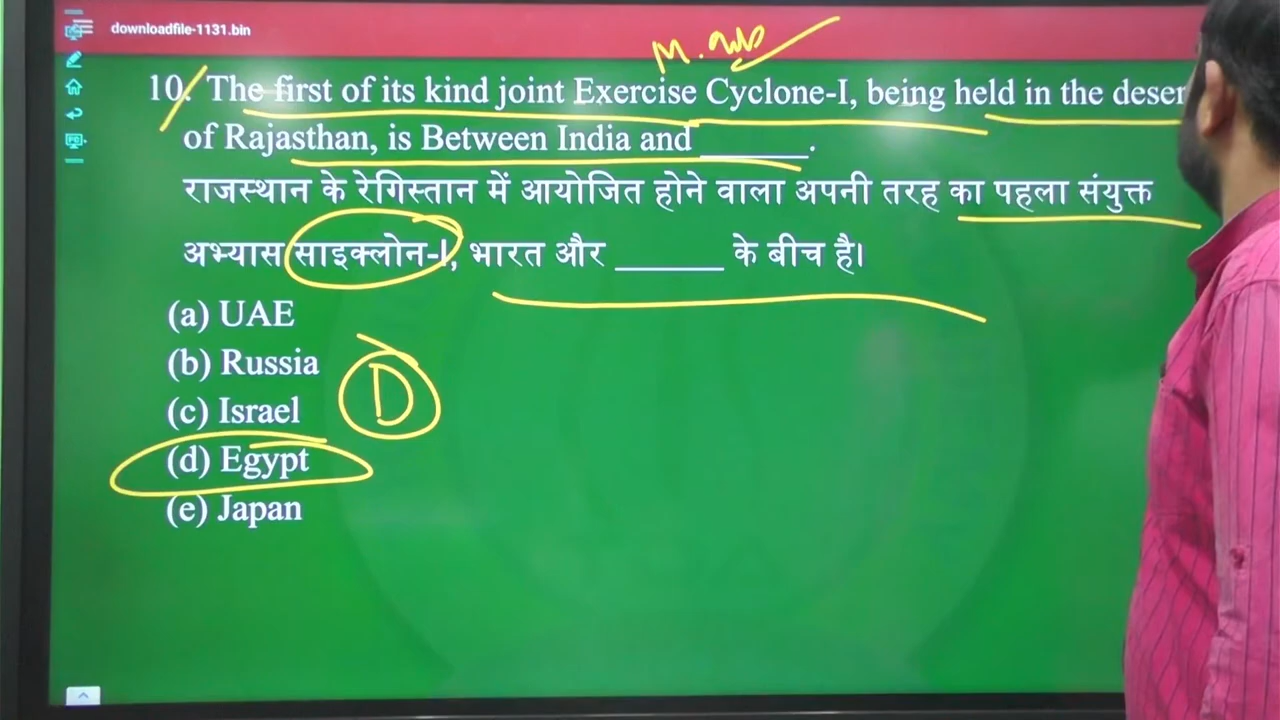 downloadfile-1131.bin
10. The first of its kind joint Exercise Cyclone-I, being held in the deser
of Rajasthan, is Between India and ______.
राजस्थान के रेगिस्तान में आयोजित होने वाला अपनी तरह का पहला संयुक्त
अभ्यास साइक्लोन-I, भारत और ______ के बीच है।
(a) UAE
(b) Russia
(c) Israel
D
(d) Egypt
(e) Japan